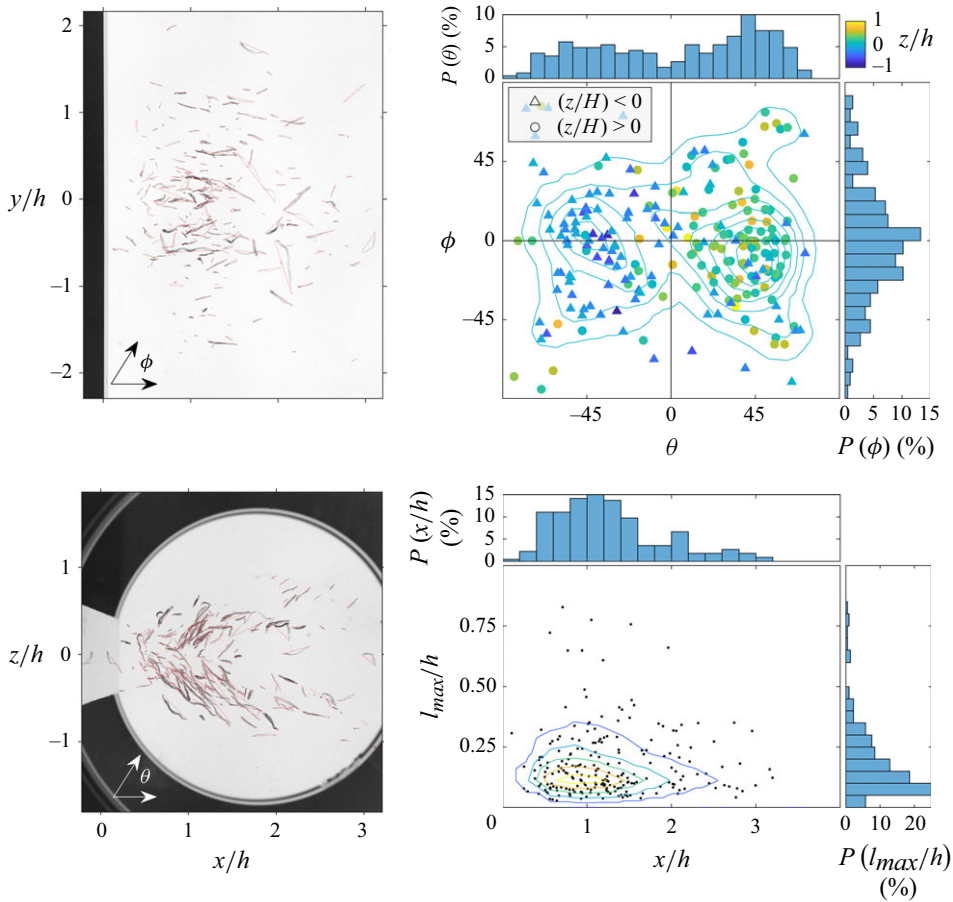 2
1
y/h 0
−1
−2
ϕ
P (θ) (%)
10
5
0
1
0
−1
z/h
(z/H) < 0
(z/H) > 0
45
ϕ 0
−45
−45 0 45
θ
0 5 10 15
P (ϕ) (%)
1
z/h 0
−1
θ
0 1 2 3
x/h
P (x/h)
(%)
15
10
5
0
0.75
0.50
0.25
l_max/h
0 1 2 3
x/h
0 10 20
P (l_max/h)
(%)